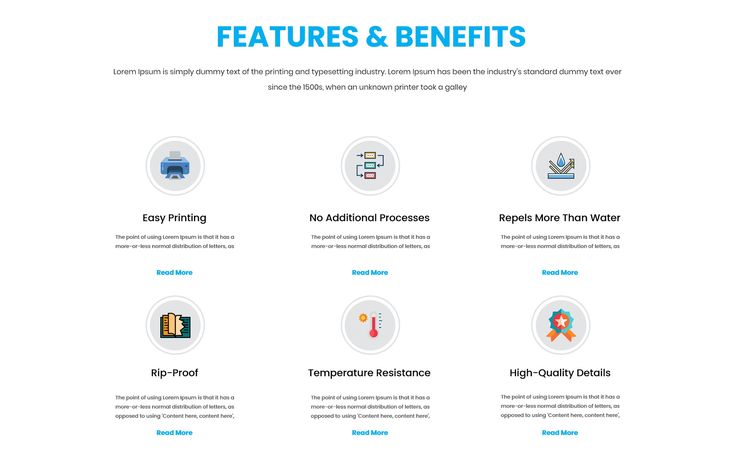 FEATURES & BENEFITS
Lorem Ipsum is simply dummy text of the printing and typesetting industry. Lorem Ipsum has been the industry's standard dummy text ever
since the 1500s, when an unknown printer took a galley
Easy Printing
The point of using Lorem Ipsum is that it has a
more-or-less normal distribution of letters, as
Read More
No Additional Processes
The point of using Lorem Ipsum is that it has a
more-or-less normal distribution of letters, as
Read More
Repels More Than Water
The point of using Lorem Ipsum is that it has a
more-or-less normal distribution of letters, as
Read More
Rip-Proof
The point of using Lorem Ipsum is that it has a
more-or-less normal distribution of letters, as
opposed to using 'Content here, content here',
Read More
Temperature Resistance
The point of using Lorem Ipsum is that it has a
more-or-less normal distribution of letters, as
opposed to using 'Content here, content here',
Read More
High-Quality Details
The point of using Lorem Ipsum is that it has a
more-or-less normal distribution of letters, as
opposed to using 'Content here, content here',
Read More